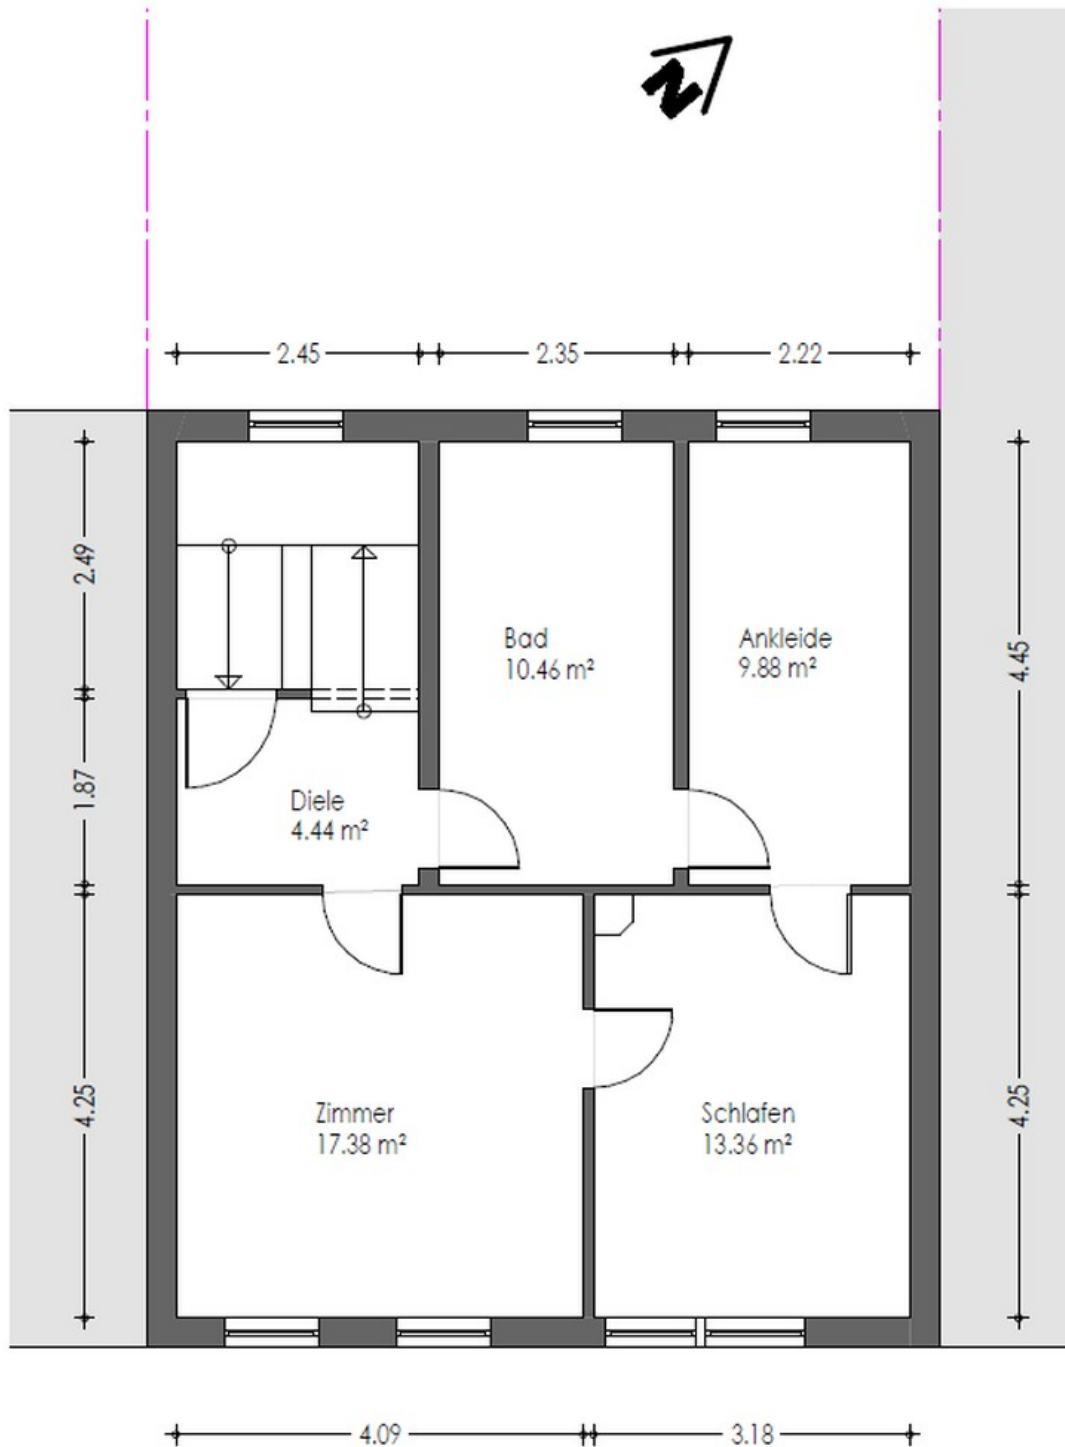 N
2.45
2.35
2.22
2.49
1.87
4.25
4.45
4.25
Bad
10.46 m²
Ankleide
9.88 m²
Diele
4.44 m²
Zimmer
17.38 m²
Schlafen
13.36 m²
4.09
3.18